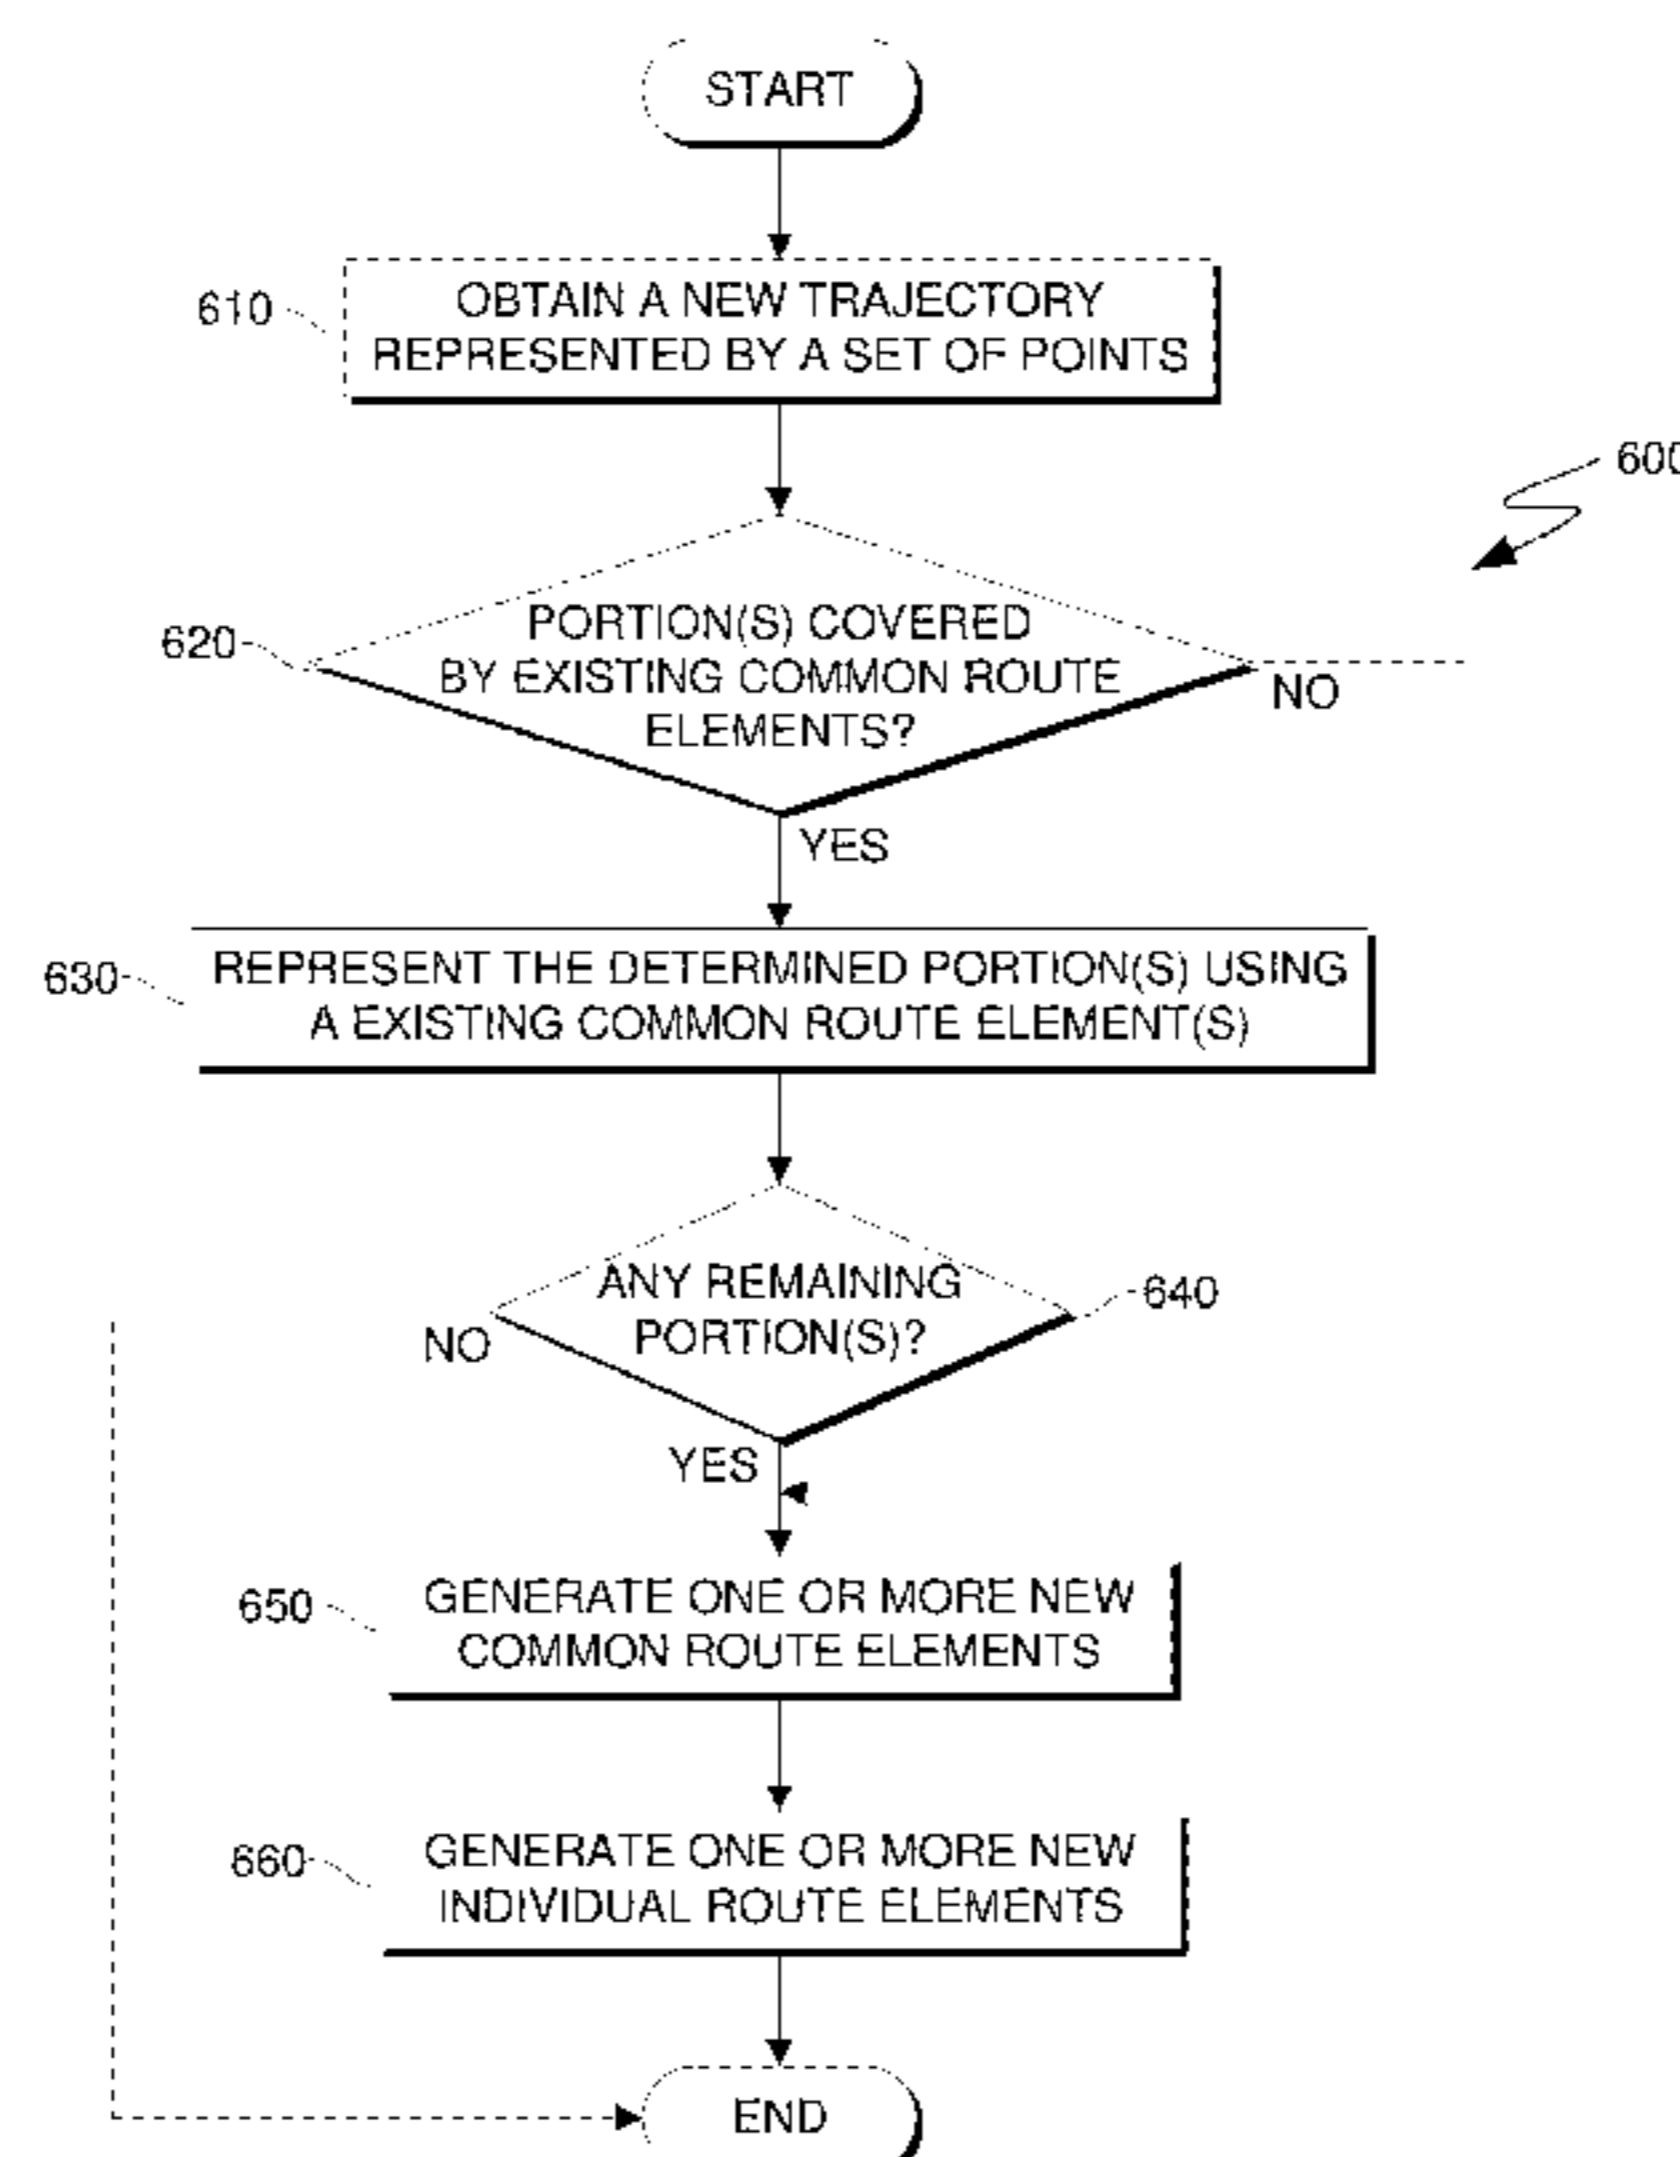 START
610
OBTAIN A NEW TRAJECTORY
REPRESENTED BY A SET OF POINTS
600
620
PORTION(S) COVERED
BY EXISTING COMMON ROUTE
ELEMENTS?
NO
YES
630
REPRESENT THE DETERMINED PORTION(S) USING
A EXISTING COMMON ROUTE ELEMENT(S)
640
ANY REMAINING
PORTION(S)?
NO
YES
650
GENERATE ONE OR MORE NEW
COMMON ROUTE ELEMENTS
660
GENERATE ONE OR MORE NEW
INDIVIDUAL ROUTE ELEMENTS
END